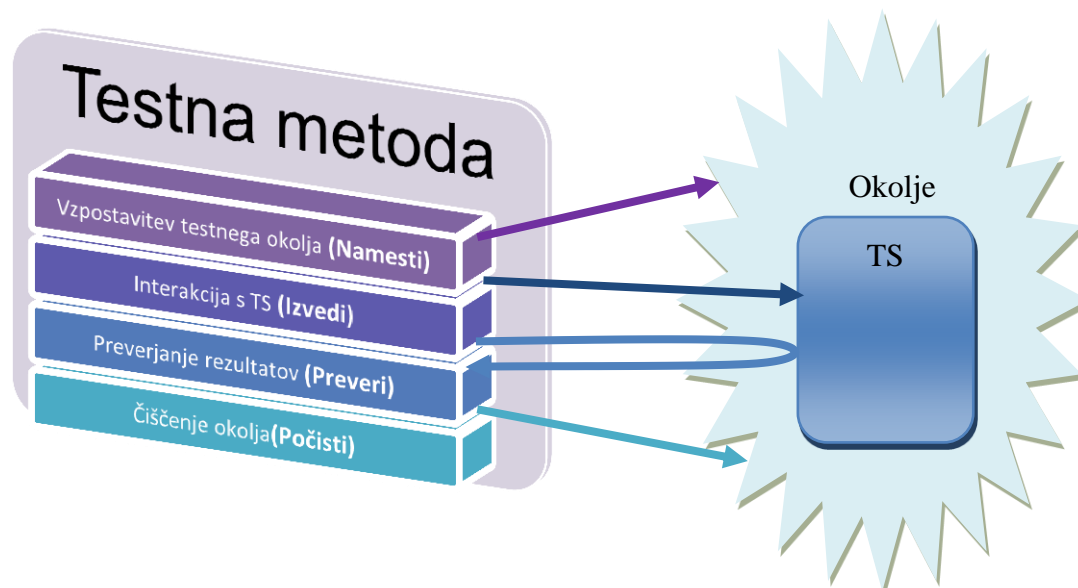 Testna metoda
Vzpostavitev testnega okolja (Namesti)
Interakcija s TS (Izvedi)
Preverjanje rezultatov (Preveri)
Čiščenje okolja(Počisti)
Okolje
TS